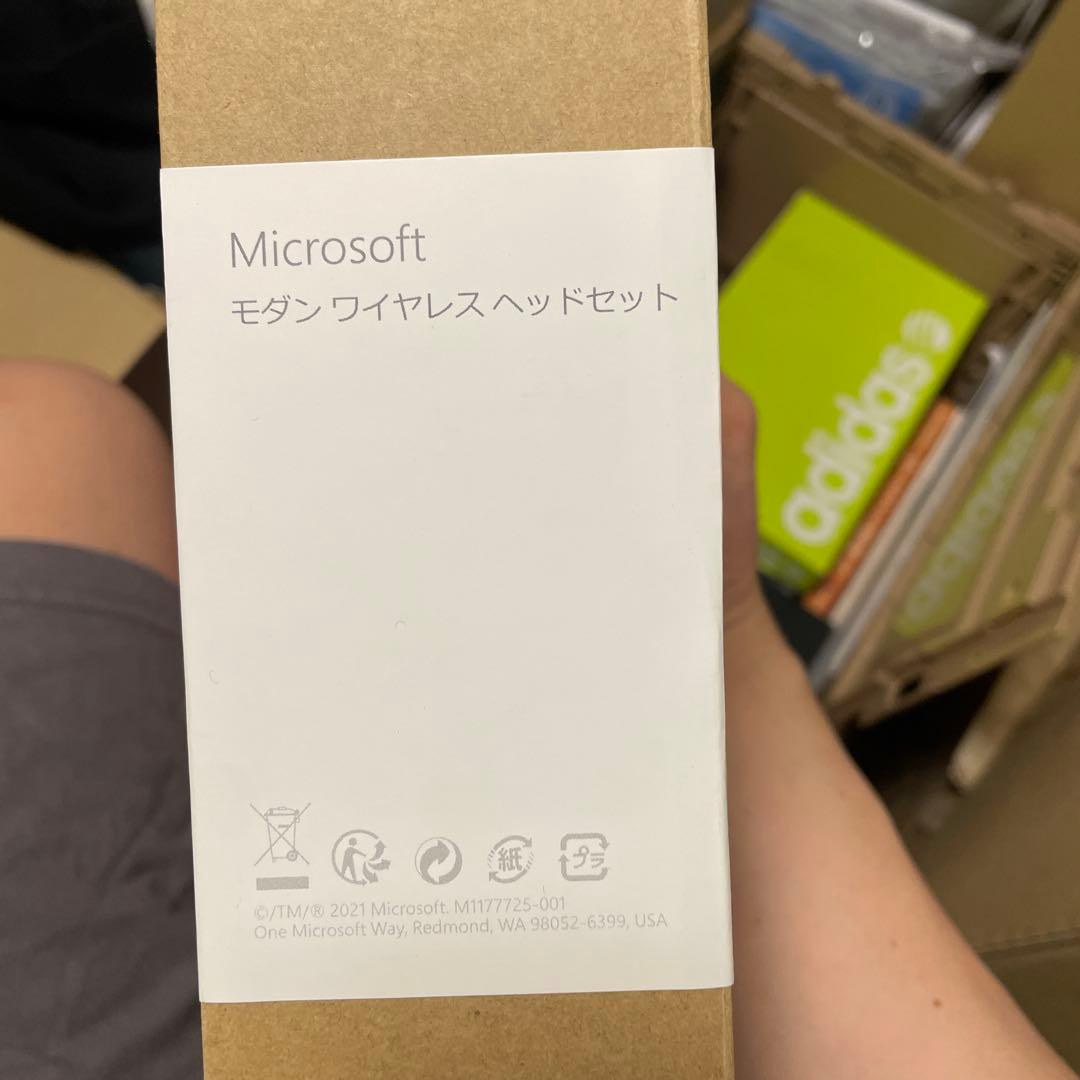 Microsoft
モダン ワイヤレス ヘッドセット
紙
プラ
©/TM/® 2021 Microsoft. M1177725-001
One Microsoft Way, Redmond, WA 98052-6399, USA
adidas
adidas